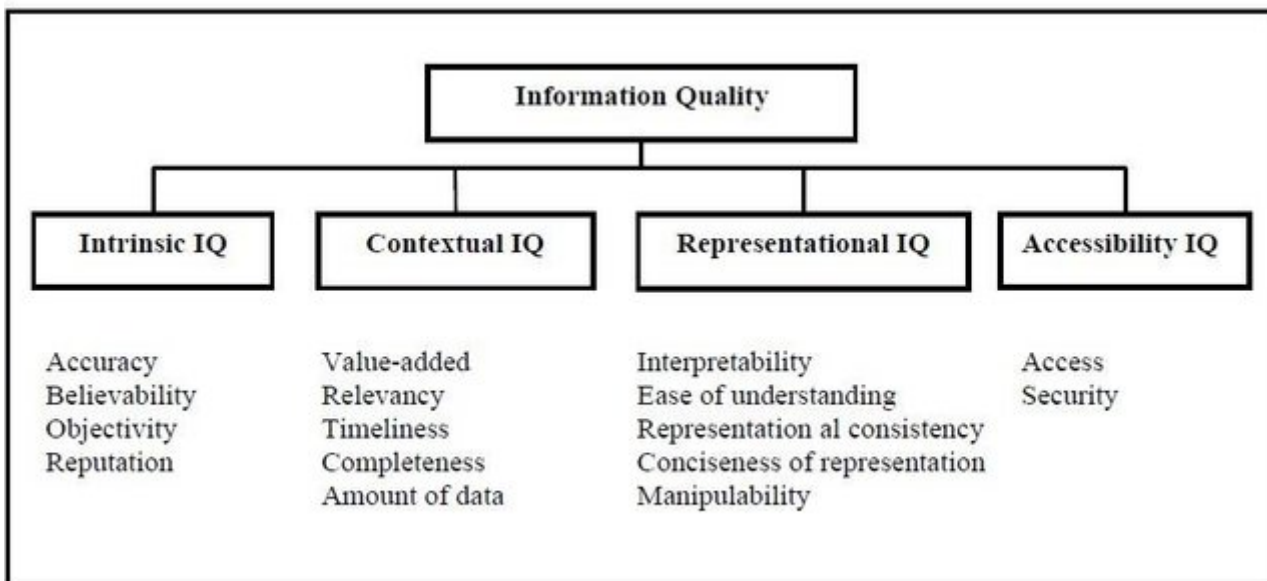 Information Quality
Intrinsic IQ
Contextual IQ
Representational IQ
Accessibility IQ
Accuracy
Believability
Objectivity
Reputation
Value-added
Relevancy
Timeliness
Completeness
Amount of data
Interpretability
Ease of understanding
Representation al consistency
Conciseness of representation
Manipulability
Access
Security